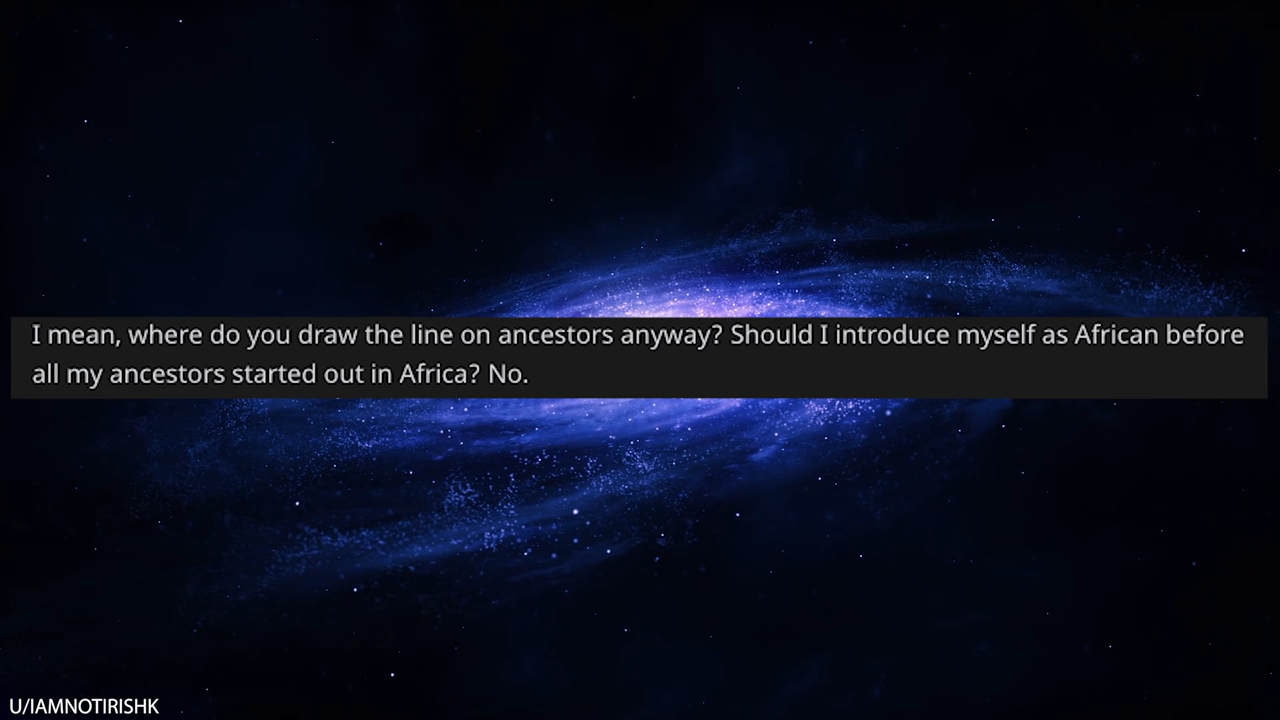 I mean, where do you draw the line on ancestors anyway? Should I introduce myself as African before
all my ancestors started out in Africa? No.
U/IAMNOTIRISHK